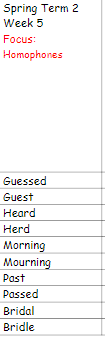 Spring Term 2
Week 5
Focus:
Homophones
Guessed
Guest
Heard
Herd
Morning
Mourning
Past
Passed
Bridal
Bridle